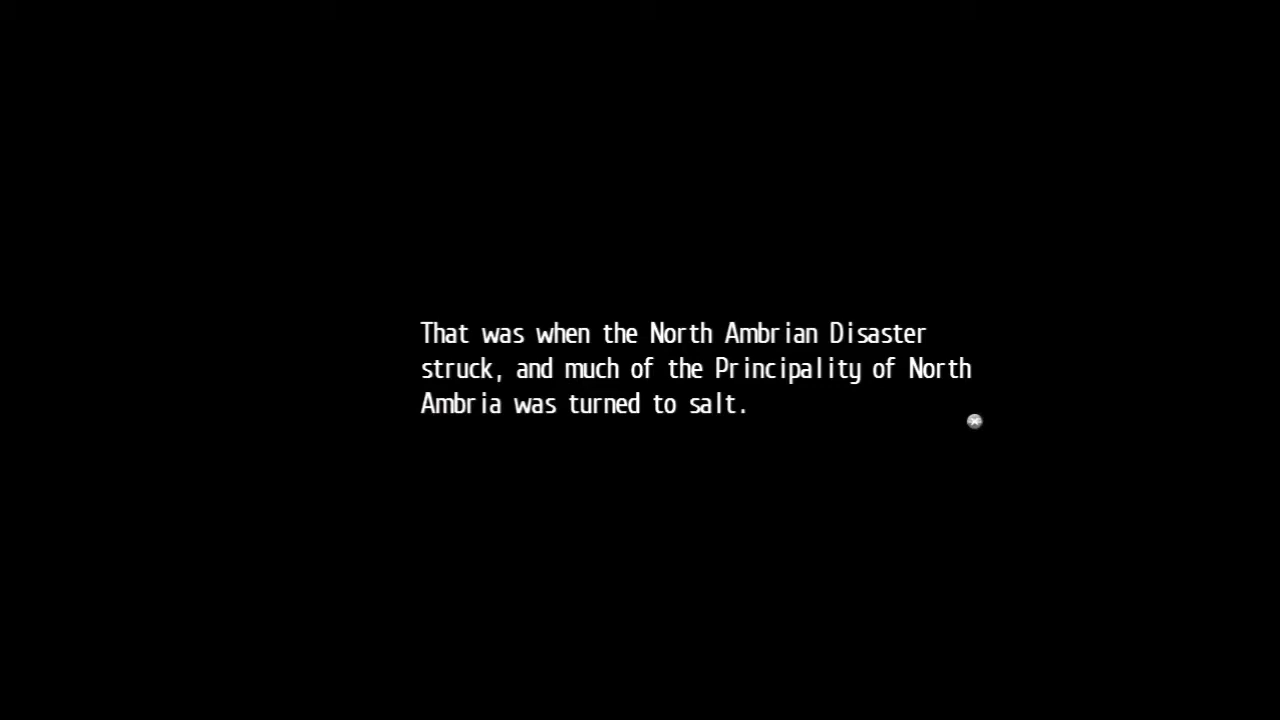 That was when the North Ambrian Disaster
struck, and much of the Principality of North
Ambria was turned to salt.